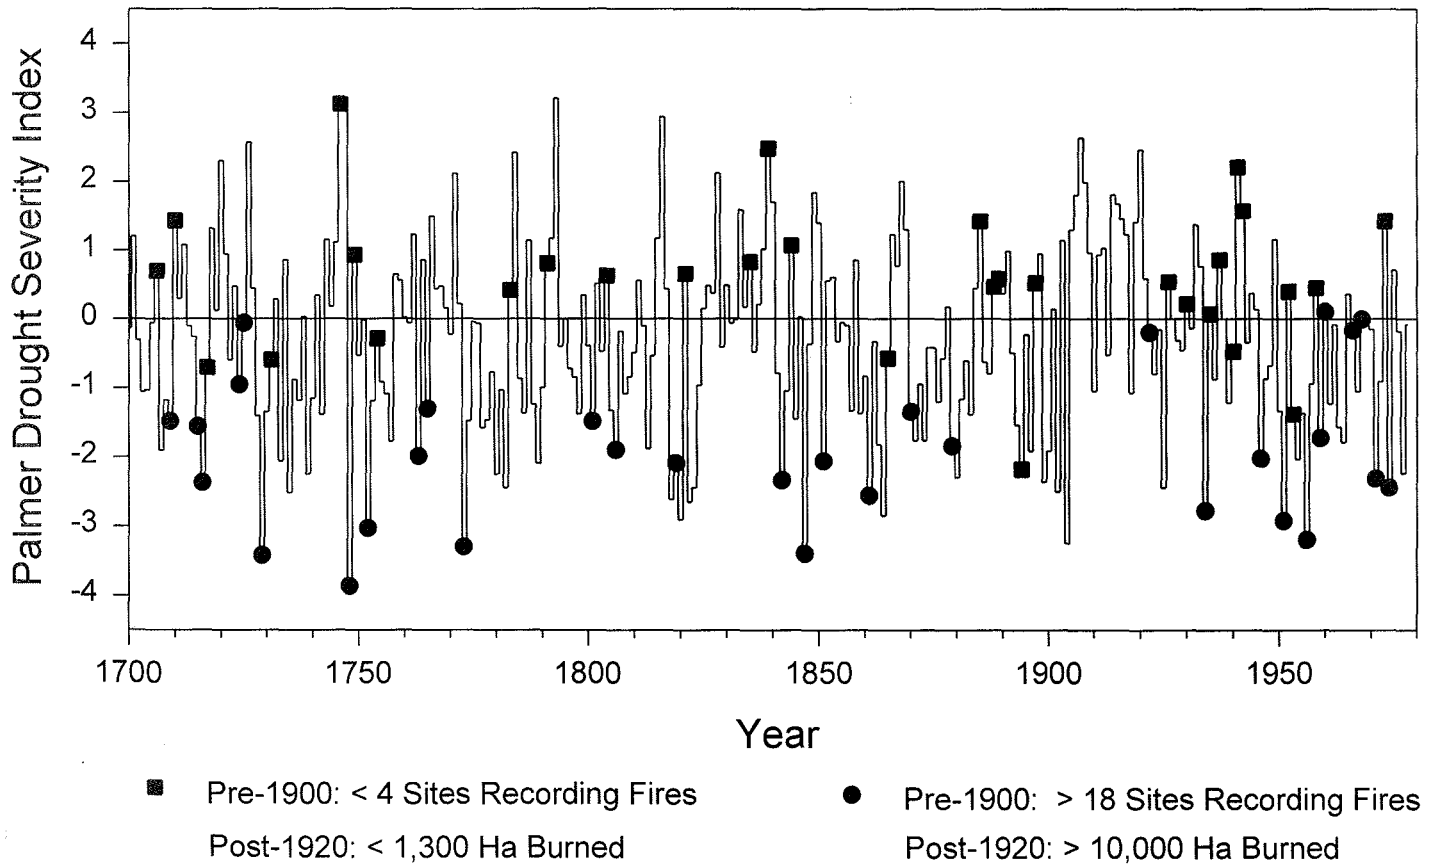 Palmer Drought Severity Index
4
3
2
1
0
-1
-2
-3
-4
1700 1750 1800 1850 1900 1950
Year
Pre-1900: < 4 Sites Recording Fires
Post-1920: < 1,300 Ha Burned
Pre-1900: > 18 Sites Recording Fires
Post-1920: > 10,000 Ha Burned